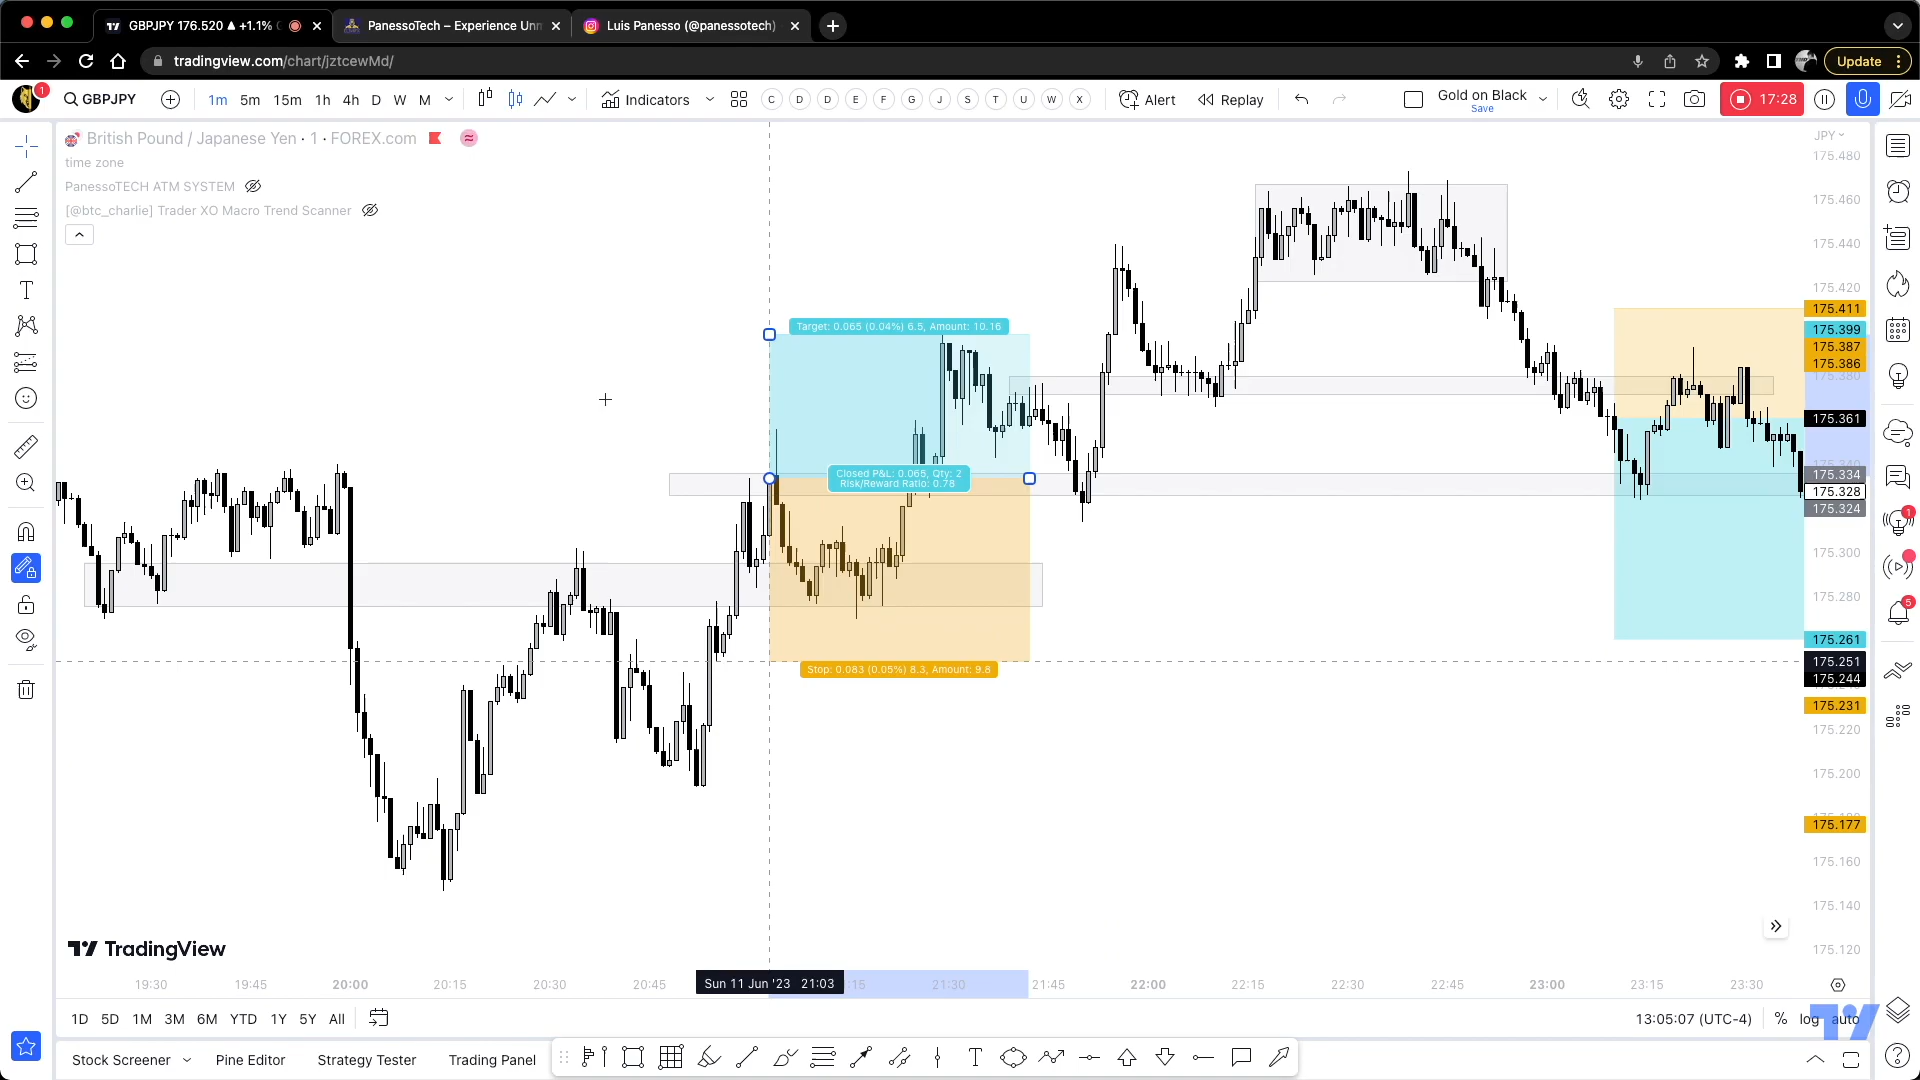 GBPJPY 176.520 ▲ +1.1%
PanessoTech – Experience Unm
Luis Panesso (@panessotech)
tradingview.com/chart/jztcewMd/
Update
1
GBPJPY
1m 5m 15m 1h 4h D W M
Indicators
C D D E F G J S T U W X
Alert
Replay
Gold on Black
Save
17:28
British Pound / Japanese Yen · 1 · FOREX.com
time zone
PanessoTECH ATM SYSTEM
[@btc_charlie] Trader XO Macro Trend Scanner
JPY
175.480
175.460
175.440
175.420
175.411
175.399
175.387
175.386
175.380
175.361
175.334
175.328
175.324
175.300
175.280
175.261
175.251
175.244
175.231
175.220
175.200
175.177
175.160
175.140
175.120
Target: 0.065 (0.04%) 6.5, Amount: 10.16
Closed P&L: 0.065, Qty: 2
Risk/Reward Ratio: 0.78
Stop: 0.083 (0.05%) 8.3, Amount: 9.8
1
5
TradingView
19:30 19:45 20:00 20:15 20:30 20:45 Sun 11 Jun '23 21:03 :15 21:30 21:45 22:00 22:15 22:30 22:45 23:00 23:15 23:30
1D 5D 1M 3M 6M YTD 1Y 5Y All
13:05:07 (UTC-4) % log auto
Stock Screener
Pine Editor
Strategy Tester
Trading Panel